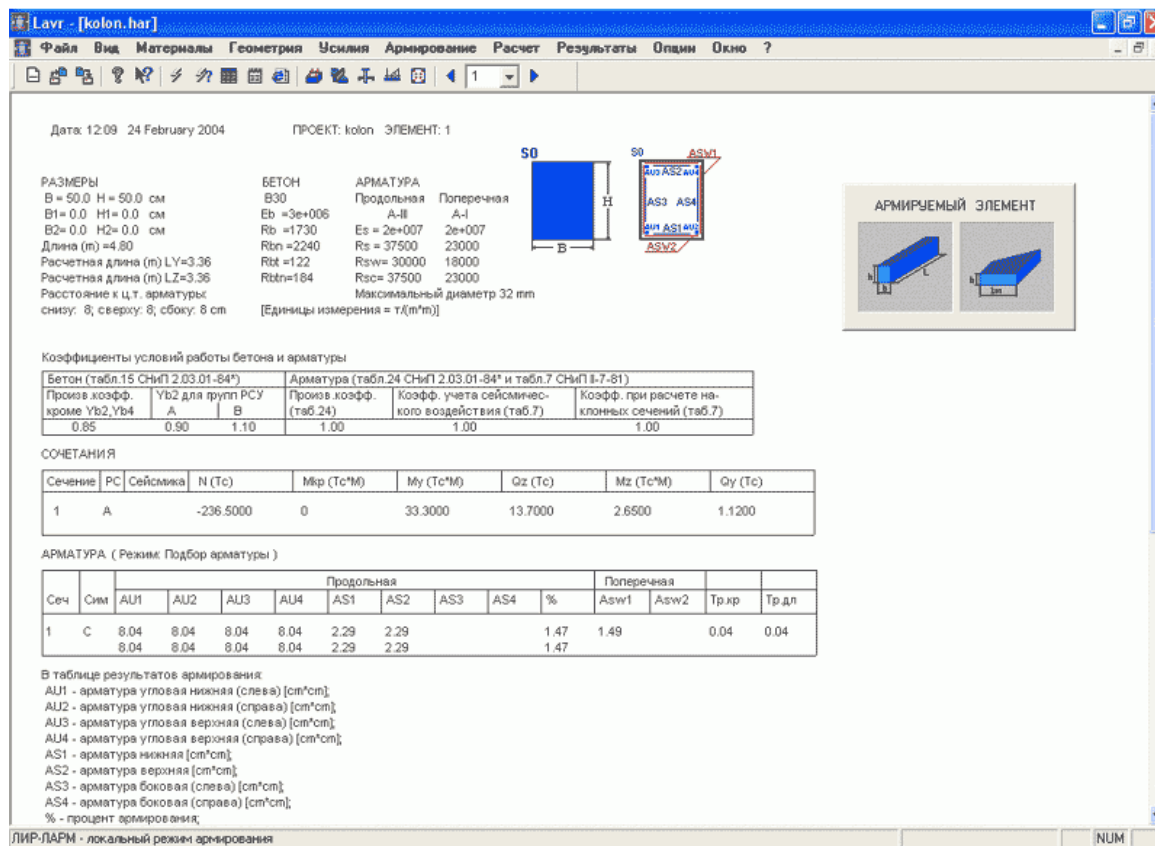 Lavr - [kolon.har]
Файл Вид Материалы Геометрия Усилия Армирование Расчет Результаты Опции Окно ?
1
Дата: 12:09 24 February 2004 ПРОЕКТ: kolon ЭЛЕМЕНТ: 1
S0 S0 ASW1
AU3 AS2 AU4
H AS3 AS4
AU1 AS1 AU2
B ASW2
РАЗМЕРЫ БЕТОН АРМАТУРА
B = 50.0 H = 50.0 см B30 Продольная Поперечная
B1= 0.0 H1= 0.0 см Eb =3e+006 A-III A-I
B2= 0.0 H2= 0.0 см Rb =1730 Es = 2e+007 2e+007
Длина (m) =4.80 Rbn =2240 Rs = 37500 23000
Расчетная длина (m) LY=3.36 Rbt =122 Rsw= 30000 18000
Расчетная длина (m) LZ=3.36 Rbtn=184 Rsc= 37500 23000
Расстояние к ц.т. арматуры: Максимальный диаметр 32 mm
снизу: 8; сверху: 8; сбоку: 8 cm [Единицы измерения = т/(m*m)]
АРМИРУЕМЫЙ ЭЛЕМЕНТ
h b L h 1m
Коэффициенты условий работы бетона и арматуры
Бетон (табл.15 СНиП 2.03.01-84*) Арматура (табл.24 СНиП 2.03.01-84* и табл.7 СНиП II-7-81)
Произв.коэфф. Yb2 для групп РСУ Произв.коэфф. Коэфф. учета сейсмичес- Коэфф. при расчете на-
кроме Yb2,Yb4 A B (таб.24) кого воздействия (таб.7) клонных сечений (таб.7)
0.85 0.90 1.10 1.00 1.00 1.00
СОЧЕТАНИЯ
Сечение РС Сейсмика N (Тс) Мкр (Тс*М) My (Тс*М) Qz (Тс) Mz (Тс*М) Qy (Тс)
1 A -236.5000 0 33.3000 13.7000 2.6500 1.1200
АРМАТУРА ( Режим: Подбор арматуры )
Продольная Поперечная
Сеч Сим AU1 AU2 AU3 AU4 AS1 AS2 AS3 AS4 % Asw1 Asw2 Тр.кр Тр.дл
1 С 8.04 8.04 8.04 8.04 2.29 2.29 1.47 1.49 0.04 0.04
8.04 8.04 8.04 8.04 2.29 2.29 1.47
В таблице результатов армирования:
AU1 - арматура угловая нижняя (слева) [cm*cm];
AU2 - арматура угловая нижняя (справа) [cm*cm];
AU3 - арматура угловая верхняя (слева) [cm*cm];
AU4 - арматура угловая верхняя (справа) [cm*cm];
AS1 - арматура нижняя [cm*cm];
AS2 - арматура верхняя [cm*cm];
AS3 - арматура боковая (слева) [cm*cm];
AS4 - арматура боковая (справа) [cm*cm];
% - процент армирования;
ЛИР-ЛАРМ - локальный режим армирования NUM